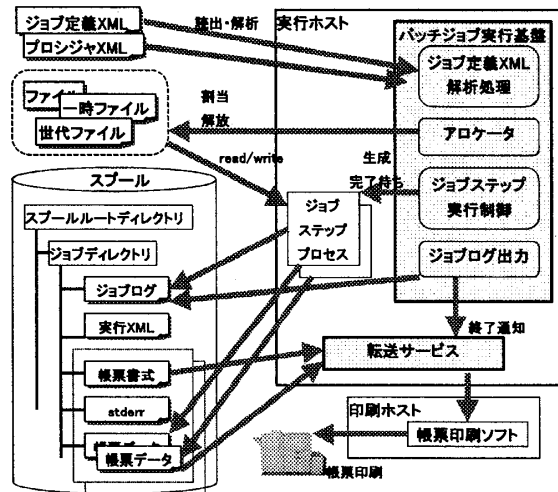 ジョブ定義XML
プロシジャXML
読出・解析
実行ホスト
バッチジョブ実行基盤
ジョブ定義XML
解析処理
ファイル
一時ファイル
世代ファイル
割当
解放
アロケータ
read/write
生成
完了待ち
ジョブステップ
実行制御
スプール
スプールルートディレクトリ
ジョブディレクトリ
ジョブ
ステップ
プロセス
ジョブログ
ジョブログ出力
実行XML
終了通知
転送サービス
帳票書式
stderr
帳票データ
帳票データ
印刷ホスト
帳票印刷ソフト
帳票印刷